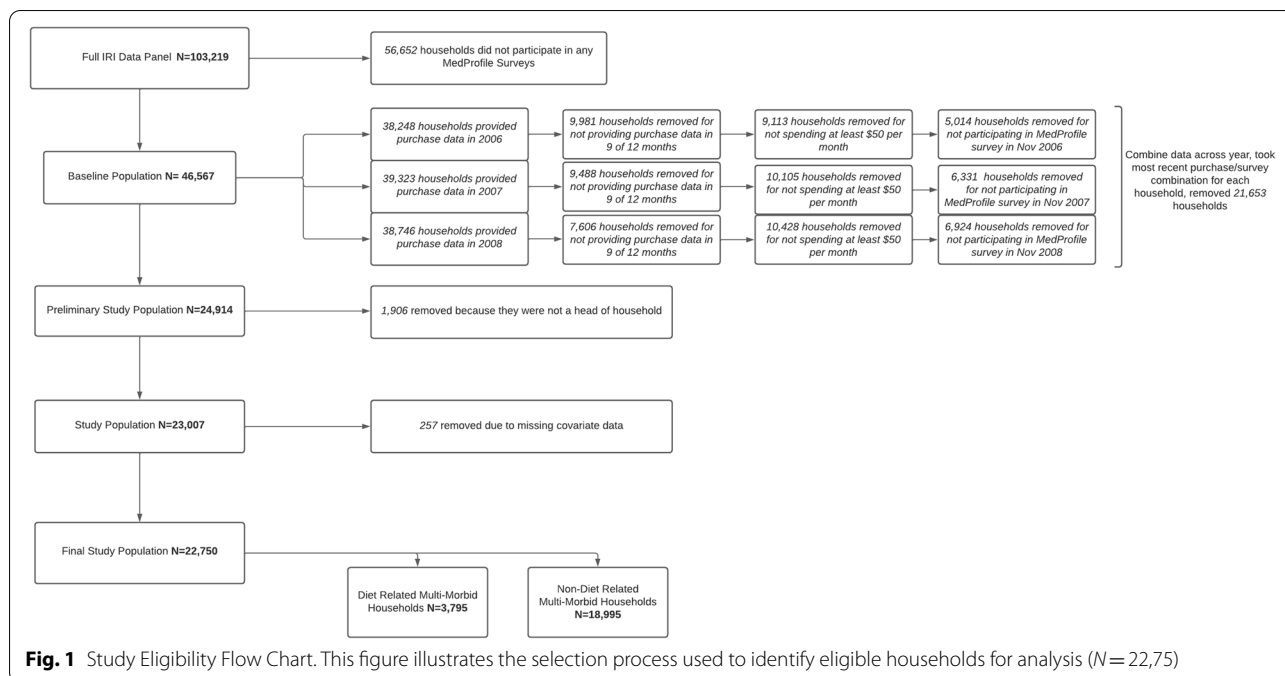 Full IRI Data Panel N=103,219
56,652 households did not participate in any
MedProfile Surveys
Baseline Population N= 46,567
38,248 households provided
purchase data in 2006
9,981 households removed for
not providing purchase data in
9 of 12 months
9,113 households removed for
not spending at least $50 per
month
5,014 households removed for
not participating in MedProfile
survey in Nov 2006
39,323 households provided
purchase data in 2007
9,488 households removed for
not providing purchase data in
9 of 12 months
10,105 households removed
for not spending at least $50
per month
6,331 households removed
for not participating in
MedProfile survey in Nov 2007
38,746 households provided
purchase data in 2008
7,606 households removed for
not providing purchase data in
9 of 12 months
10,428 households removed
for not spending at least $50
per month
6,924 households removed for
not participating in MedProfile
survey in Nov 2008
Combine data across year, took
most recent purchase/survey
combination for each
household, removed 21,653
households
Preliminary Study Population N=24,914
1,906 removed because they were not a head of household
Study Population N=23,007
257 removed due to missing covariate data
Final Study Population N=22,750
Diet Related Multi-Morbid
Households N=3,795
Non-Diet Related
Multi-Morbid Households
N=18,995
Fig. 1 Study Eligibility Flow Chart. This figure illustrates the selection process used to identify eligible households for analysis (N = 22,75)